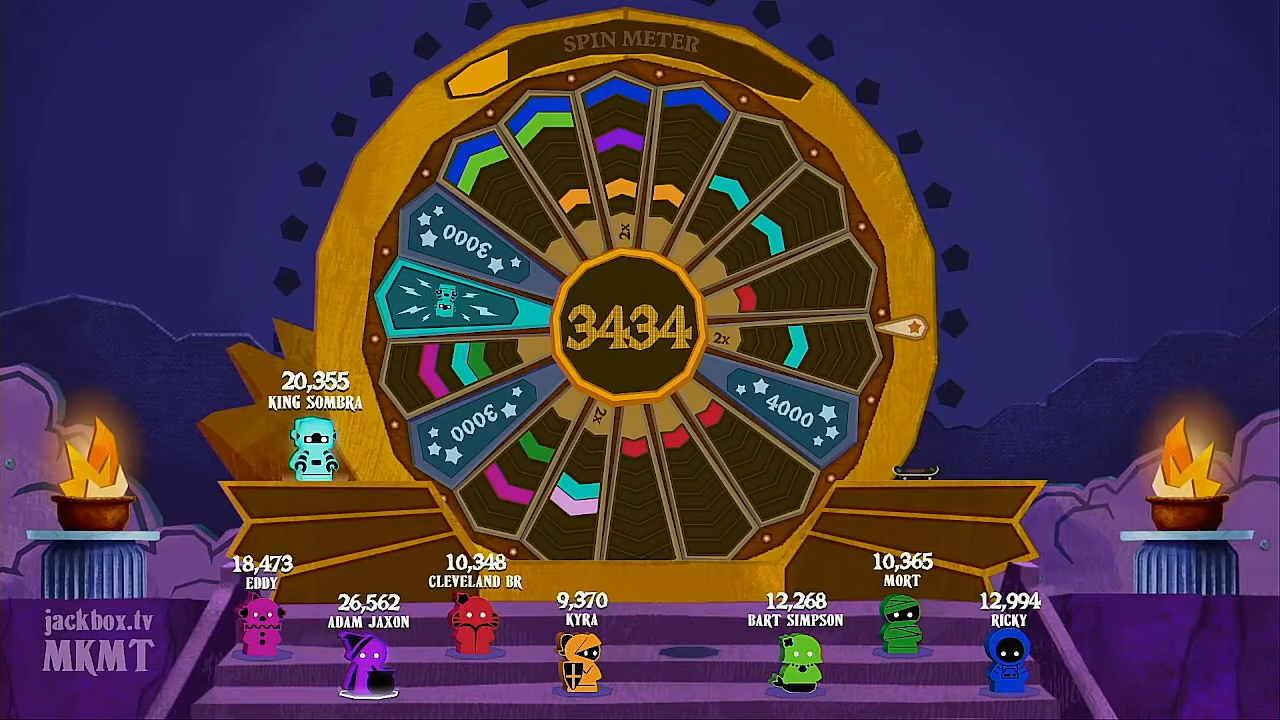 SPIN METER
2x
3000
3434
2x
3000
4000
2x
20,355
KING SOMBRA
18,473
EDDY
26,562
ADAM JAXON
10,348
CLEVELAND BR
9,370
KYRA
12,268
BART SIMPSON
10,365
MORT
12,994
RICKY
jackbox.tv
MKMT